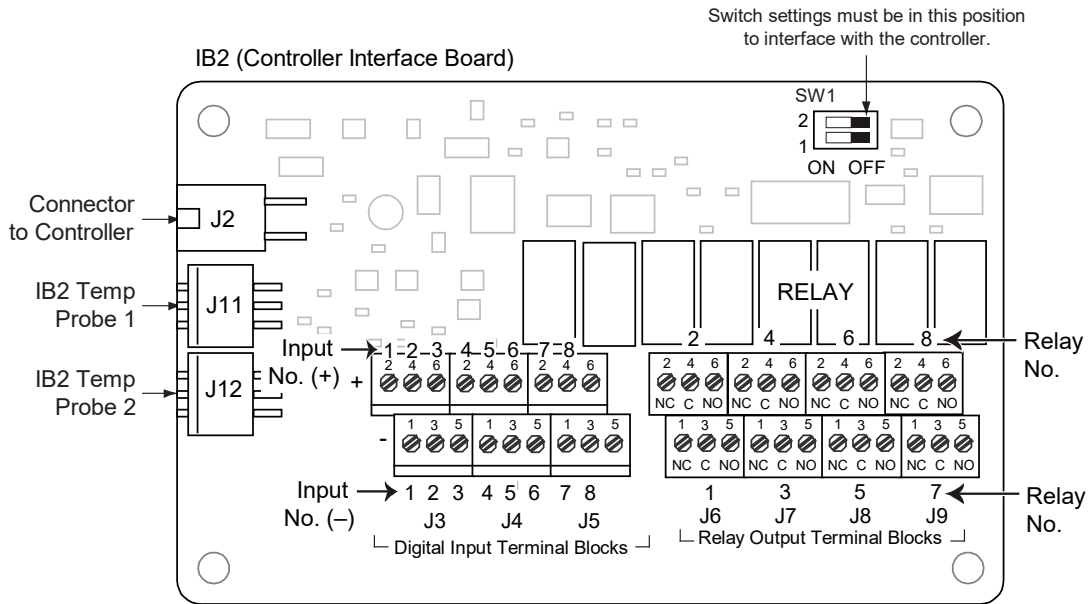 Switch settings must be in this position
to interface with the controller.
IB2 (Controller Interface Board)
SW1
2
1
ON OFF
Connector
to Controller
J2
IB2 Temp
Probe 1
J11
IB2 Temp
Probe 2
J12
RELAY
Input
No. (+)
1 2 3 4 5 6 7 8
2 4 6 8
Relay
No.
+
2 4 6 2 4 6 2 4 6
2 4 6 2 4 6 2 4 6 2 4 6
NC C NO NC C NO NC C NO NC C NO
-
1 3 5 1 3 5 1 3 5
1 3 5 1 3 5 1 3 5 1 3 5
NC C NO NC C NO NC C NO NC C NO
Input
No. (–)
1 2 3 4 5 6 7 8
1 3 5 7
Relay
No.
J3 J4 J5
J6 J7 J8 J9
Digital Input Terminal Blocks
Relay Output Terminal Blocks